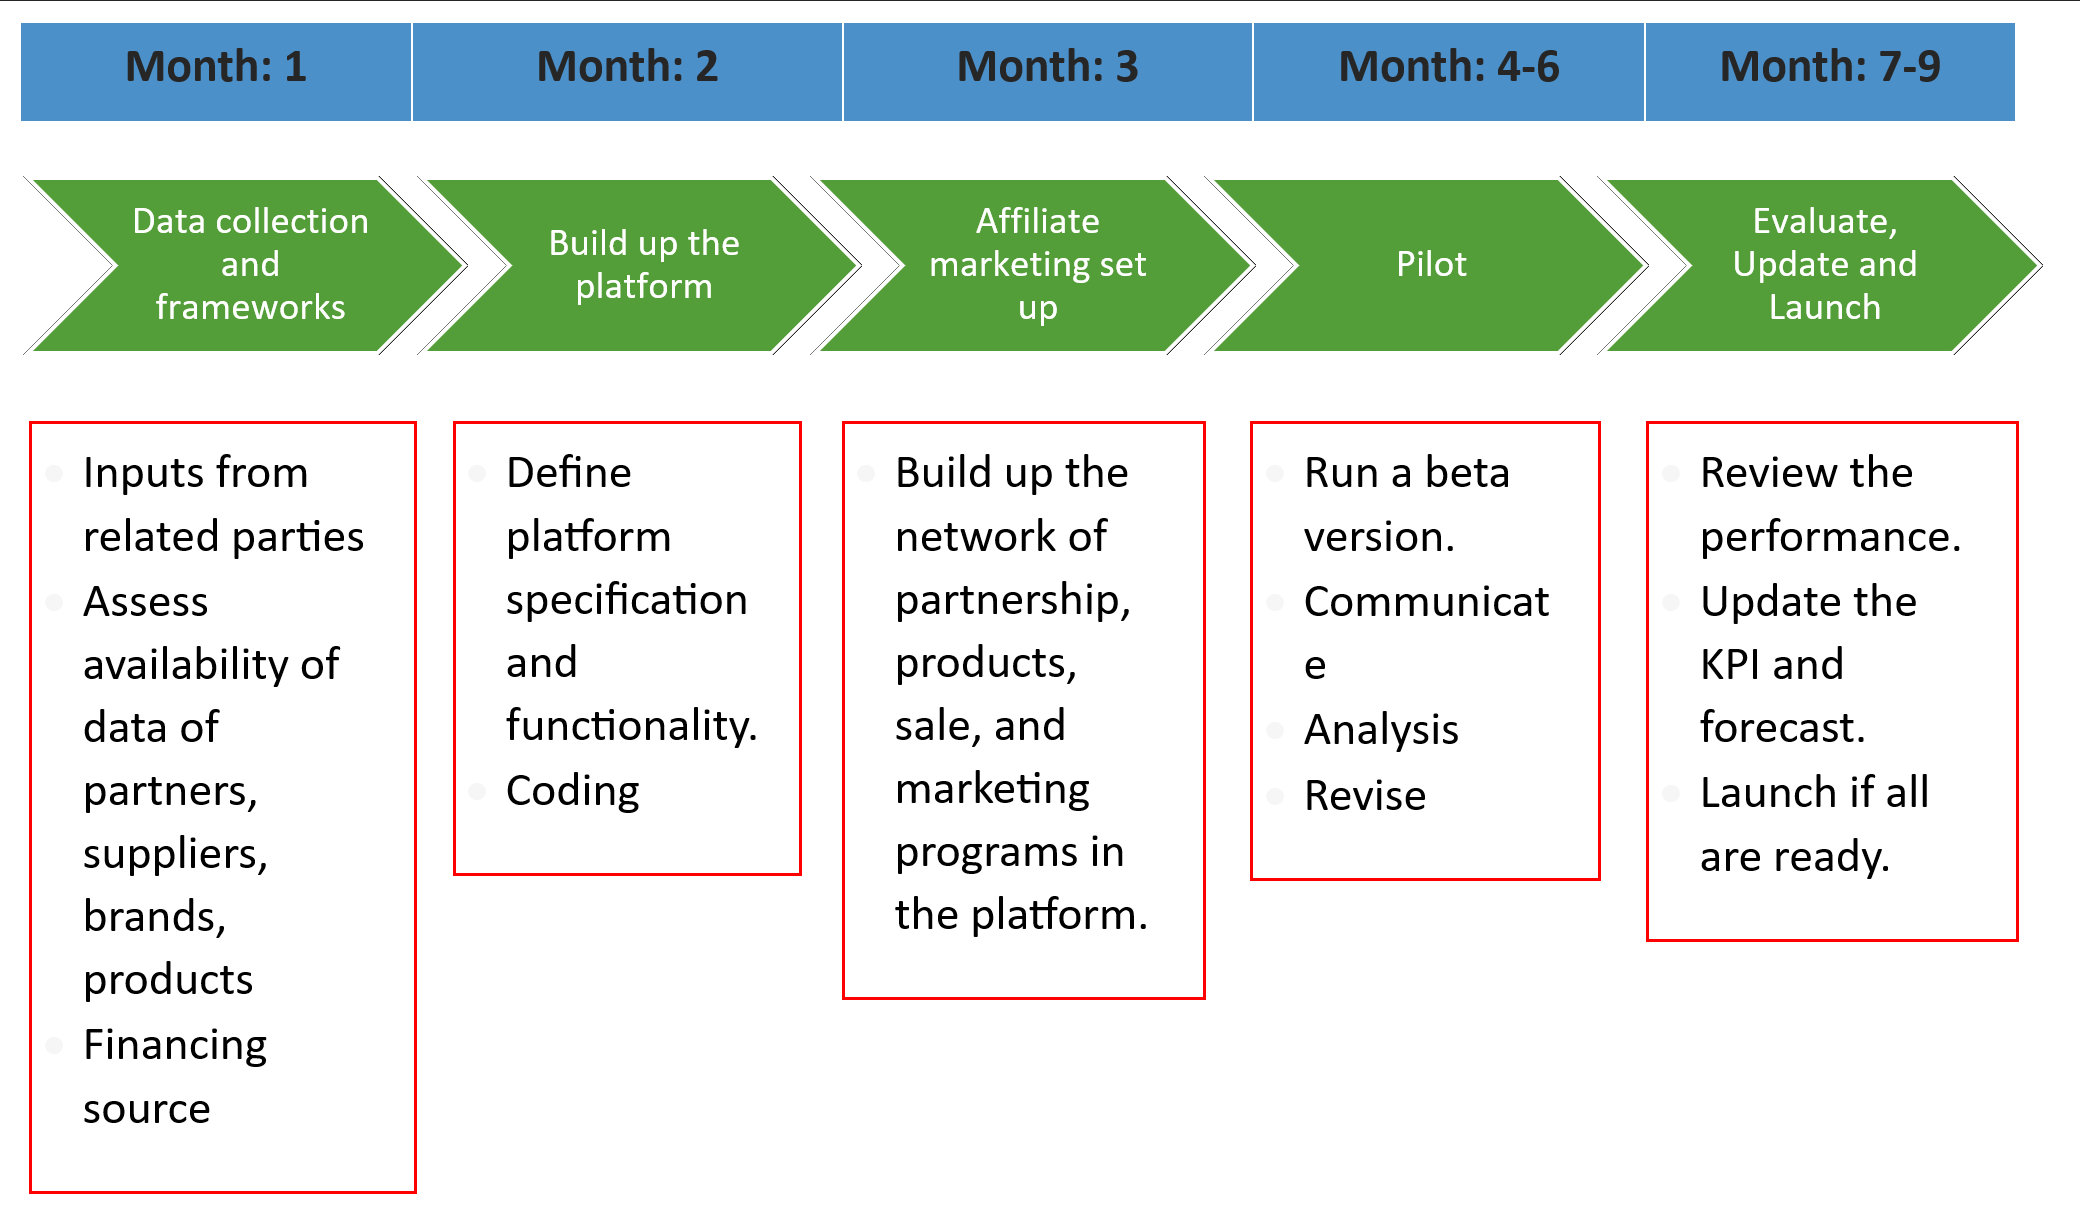 Month: 1
Month: 2
Month: 3
Month: 4-6
Month: 7-9
Data collection
and
frameworks
Build up the
platform
Affiliate
marketing set
up
Pilot
Evaluate,
Update and
Launch
Inputs from
related parties
Assess
availability of
data of
partners,
suppliers,
brands,
products
Financing
source
Define
platform
specification
and
functionality.
Coding
Build up the
network of
partnership,
products,
sale, and
marketing
programs in
the platform.
Run a beta
version.
Communicat
e
Analysis
Revise
Review the
performance.
Update the
KPI and
forecast.
Launch if all
are ready.